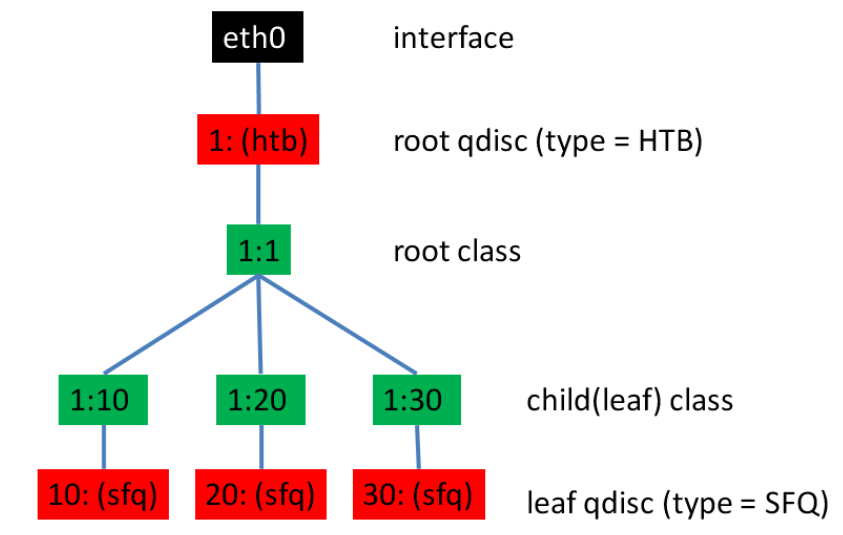 eth0 interface
1: (htb) root qdisc (type = HTB)
1:1 root class
1:10 1:20 1:30 child(leaf) class
10: (sfq) 20: (sfq) 30: (sfq) leaf qdisc (type = SFQ)